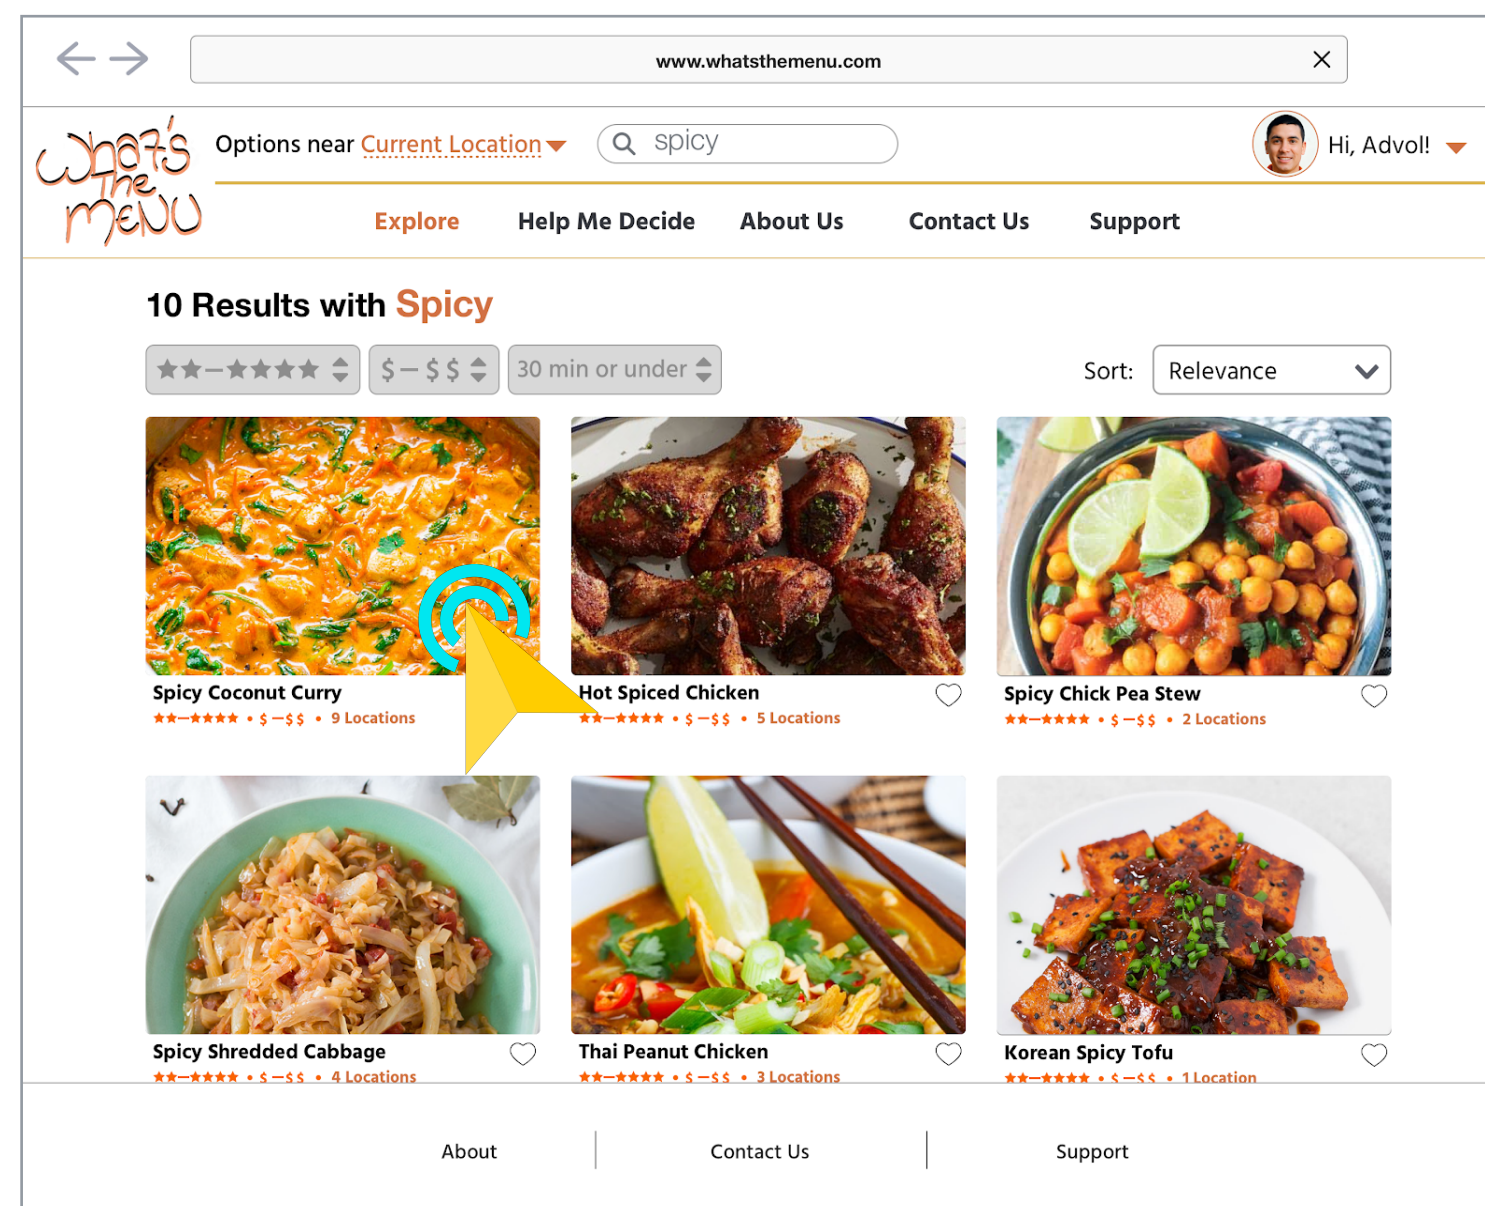 www.whatsthemenu.com
What's
The
MENU
Options near Current Location
spicy
Hi, Advol!
Explore
Help Me Decide
About Us
Contact Us
Support
10 Results with Spicy
★★–★★★★
$ – $$
30 min or under
Sort:
Relevance
Spicy Coconut Curry
★★–★★★★ • $ –$$ • 9 Locations
Hot Spiced Chicken
★★–★★★★ • $ –$$ • 5 Locations
Spicy Chick Pea Stew
★★–★★★★ • $ –$$ • 2 Locations
Spicy Shredded Cabbage
★★–★★★★ • $ –$$ • 4 Locations
Thai Peanut Chicken
★★–★★★★ • $ –$$ • 3 Locations
Korean Spicy Tofu
★★–★★★★ • $ –$$ • 1 Location
About
Contact Us
Support